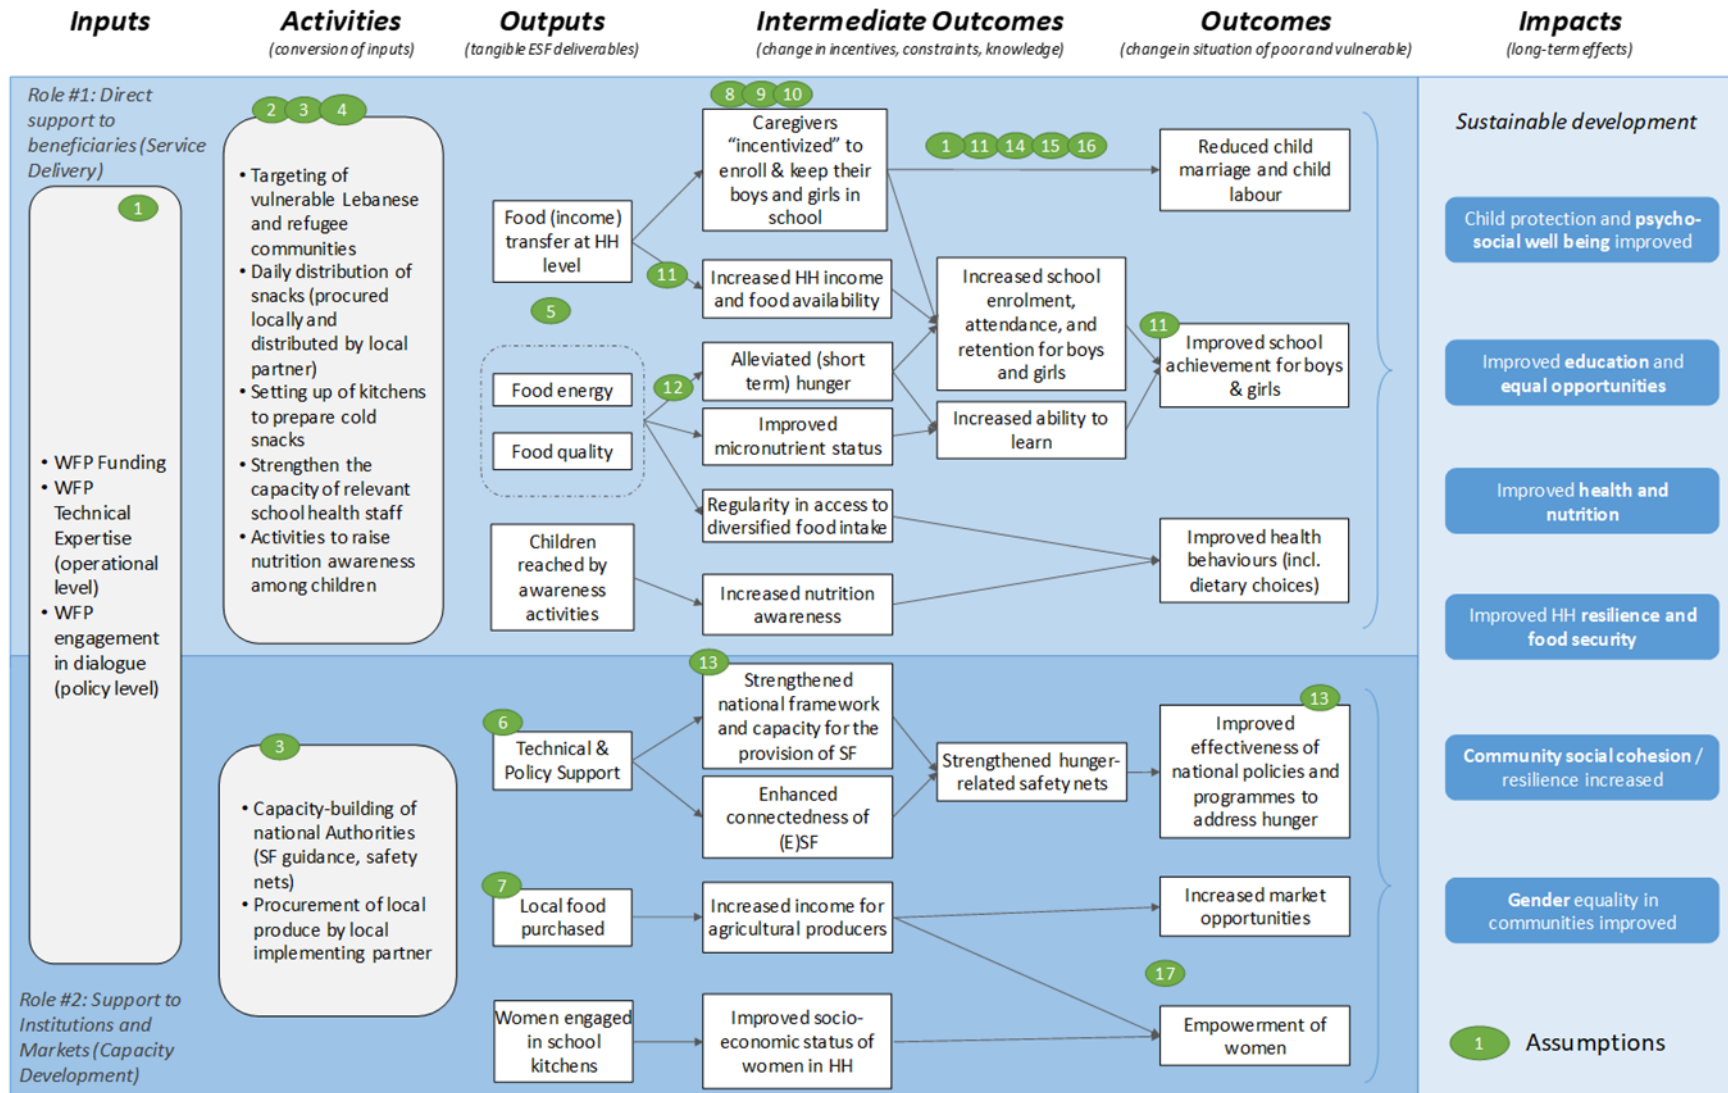 Inputs
Activities
(conversion of inputs)
Outputs
(tangible ESF deliverables)
Intermediate Outcomes
(change in incentives, constraints, knowledge)
Outcomes
(change in situation of poor and vulnerable)
Impacts
(long-term effects)
Role #1: Direct
support to
beneficiaries (Service
Delivery)
1
• WFP Funding
• WFP
Technical
Expertise
(operational
level)
• WFP
engagement
in dialogue
(policy level)
Role #2: Support to
Institutions and
Markets (Capacity
Development)
2 3 4
• Targeting of
vulnerable Lebanese
and refugee
communities
• Daily distribution of
snacks (procured
locally and
distributed by local
partner)
• Setting up of kitchens
to prepare cold
snacks
• Strengthen the
capacity of relevant
school health staff
• Activities to raise
nutrition awareness
among children
3
• Capacity-building of
national Authorities
(SF guidance, safety
nets)
• Procurement of local
produce by local
implementing partner
Food (income)
transfer at HH
level
5
Food energy
Food quality
Children
reached by
awareness
activities
6
Technical &
Policy Support
7
Local food
purchased
Women engaged
in school
kitchens
8 9 10
Caregivers
“incentivized” to
enroll & keep their
boys and girls in
school
11
Increased HH income
and food availability
12
Alleviated (short
term) hunger
Improved
micronutrient status
Regularity in access to
diversified food intake
Increased nutrition
awareness
13
Strengthened
national framework
and capacity for the
provision of SF
Enhanced
connectedness of
(E)SF
Increased income for
agricultural producers
Improved socio-
economic status of
women in HH
1 11 14 15 16
Increased school
enrolment,
attendance, and
retention for boys
and girls
Increased ability to
learn
Strengthened hunger-
related safety nets
Reduced child
marriage and child
labour
11
Improved school
achievement for boys
& girls
Improved health
behaviours (incl.
dietary choices)
13
Improved
effectiveness of
national policies and
programmes to
address hunger
Increased market
opportunities
17
Empowerment of
women
Sustainable development
Child protection and psycho-
social well being improved
Improved education and
equal opportunities
Improved health and
nutrition
Improved HH resilience and
food security
Community social cohesion /
resilience increased
Gender equality in
communities improved
1 Assumptions